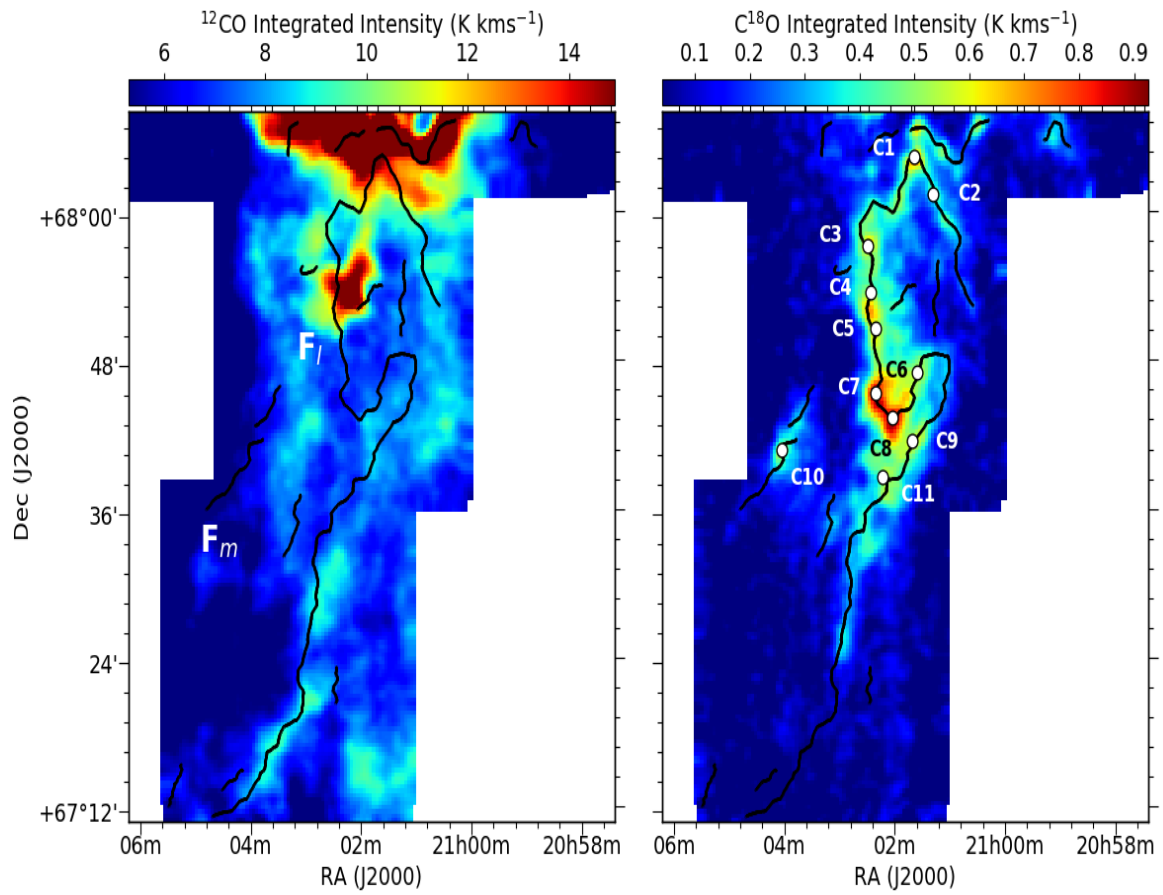 ¹²CO Integrated Intensity (K kms⁻¹)
C¹⁸O Integrated Intensity (K kms⁻¹)
6 8 10 12 14
0.1 0.2 0.3 0.4 0.5 0.6 0.7 0.8 0.9
C1
C2
+68°00'
C3
C4
C5
F_l
48'
C6
C7
C8
C9
C10
C11
36'
F_m
24'
+67°12'
Dec (J2000)
06m 04m 02m 21h00m 20h58m
06m 04m 02m 21h00m 20h58m
RA (J2000)
RA (J2000)